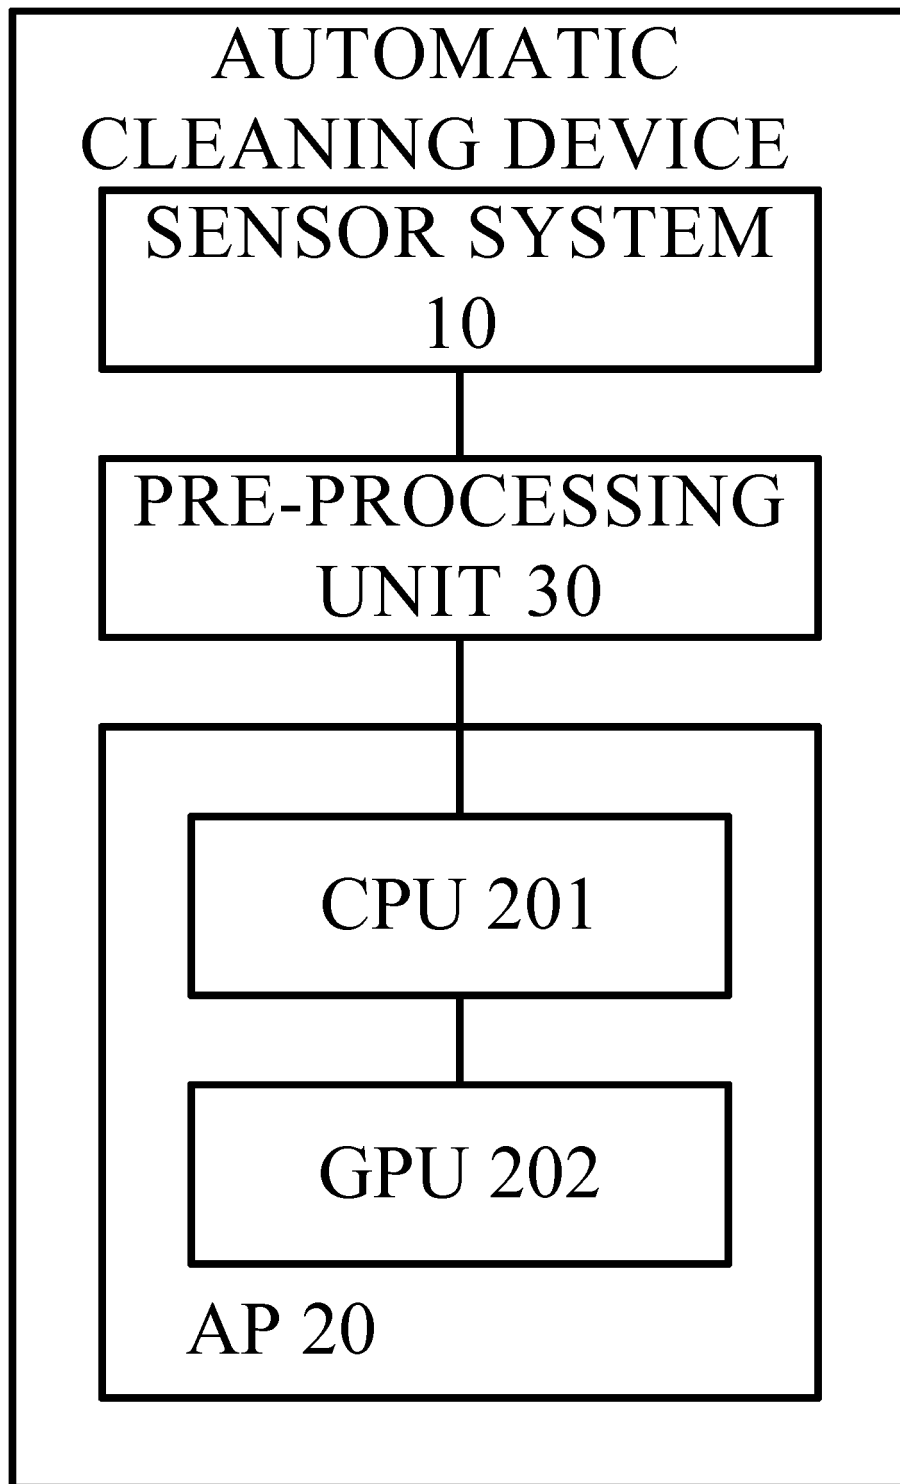 AUTOMATIC
CLEANING DEVICE
SENSOR SYSTEM
10
PRE-PROCESSING
UNIT 30
CPU 201
GPU 202
AP 20